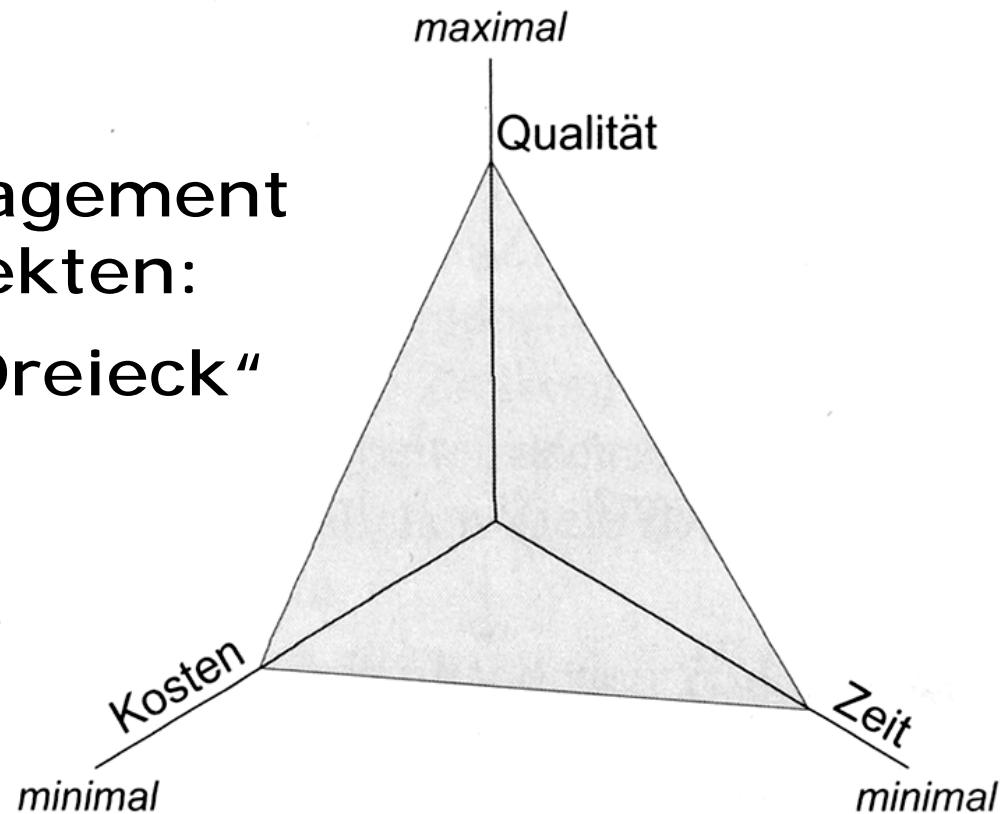 maximal
Qualität
agement
ekten:
Dreieck“
Kosten
Zeit
minimal
minimal